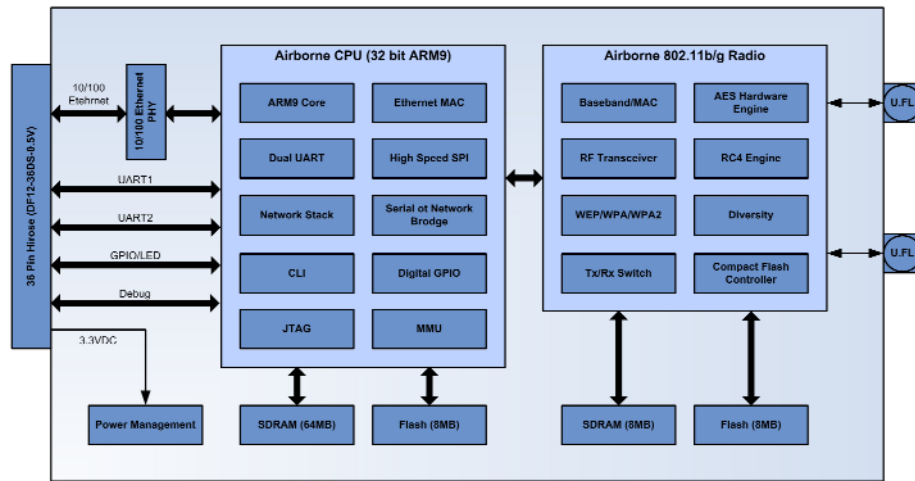 Airborne CPU (32 bit ARM9)
Airborne 802.11b/g Radio
36 Pin Hirose (DF12-36DS-0.5V)
10/100
Etehrnet
10/100 Ethernet
PHY
UART1
UART2
GPIO/LED
Debug
3.3VDC
Power Management
ARM9 Core
Ethernet MAC
Dual UART
High Speed SPI
Network Stack
Serial ot Network
Brodge
CLI
Digital GPIO
JTAG
MMU
SDRAM (64MB)
Flash (8MB)
Baseband/MAC
AES Hardware
Engine
RF Transceiver
RC4 Engine
WEP/WPA/WPA2
Diversity
Tx/Rx Switch
Compact Flash
Controller
SDRAM (8MB)
Flash (8MB)
U.FL
U.FL